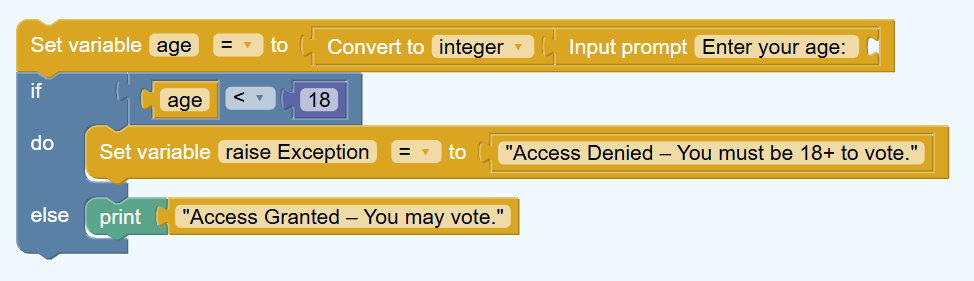 Set variable age = ▾ to Convert to integer ▾ Input prompt Enter your age:
if age < ▾ 18
do Set variable raise Exception = ▾ to "Access Denied – You must be 18+ to vote."
else print "Access Granted – You may vote."